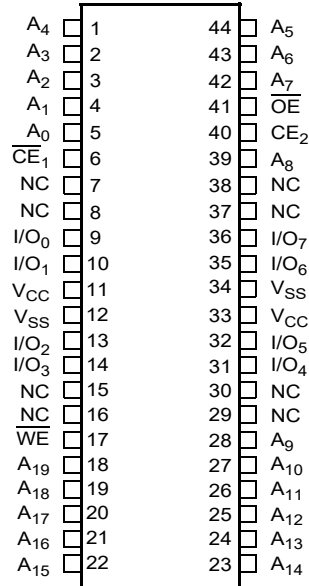 A4 1 44 A5
A3 2 43 A6
A2 3 42 A7
A1 4 41 OE
A0 5 40 CE2
CE1 6 39 A8
NC 7 38 NC
NC 8 37 NC
I/O0 9 36 I/O7
I/O1 10 35 I/O6
VCC 11 34 VSS
VSS 12 33 VCC
I/O2 13 32 I/O5
I/O3 14 31 I/O4
NC 15 30 NC
NC 16 29 NC
WE 17 28 A9
A19 18 27 A10
A18 19 26 A11
A17 20 25 A12
A16 21 24 A13
A15 22 23 A14